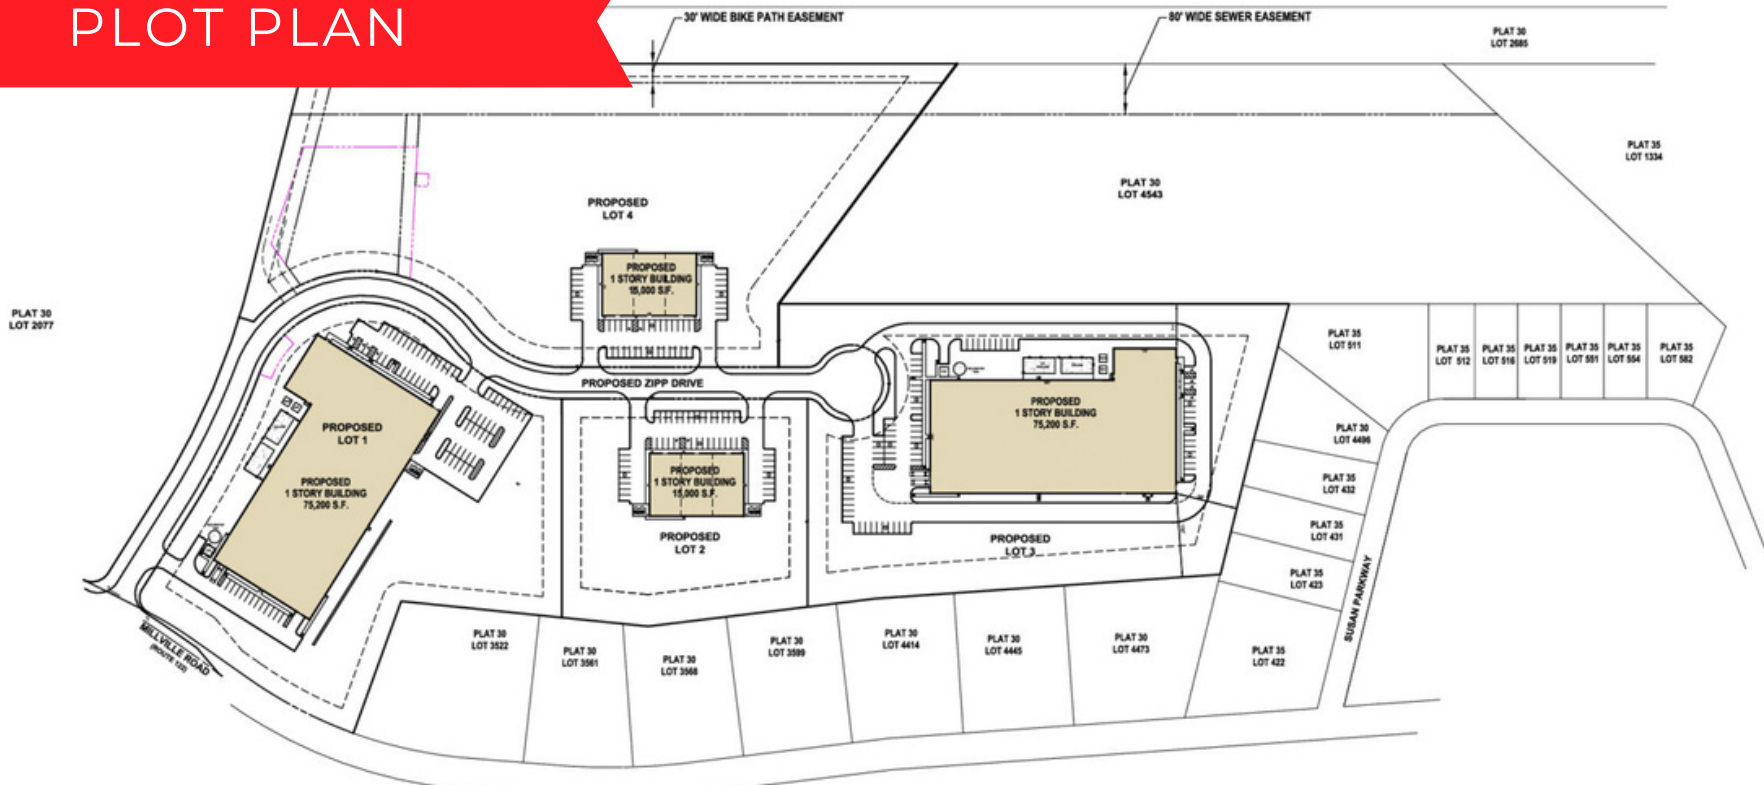 PLOT PLAN
30' WIDE BIKE PATH EASEMENT
80' WIDE SEWER EASEMENT
PLAT 30
LOT 2685
PLAT 35
LOT 1334
PLAT 30
LOT 4543
PROPOSED
LOT 4
PROPOSED
1 STORY BUILDING
15,000 S.F.
PLAT 30
LOT 2077
PROPOSED ZIPP DRIVE
PROPOSED
LOT 1
PROPOSED
1 STORY BUILDING
75,200 S.F.
PROPOSED
1 STORY BUILDING
15,000 S.F.
PROPOSED
LOT 2
PROPOSED
1 STORY BUILDING
75,200 S.F.
PROPOSED
LOT 3
PLAT 35
LOT 511
PLAT 35
LOT 512
PLAT 35
LOT 516
PLAT 35
LOT 519
PLAT 35
LOT 551
PLAT 35
LOT 554
PLAT 35
LOT 582
PLAT 30
LOT 4496
PLAT 35
LOT 432
PLAT 35
LOT 431
PLAT 35
LOT 423
PLAT 35
LOT 422
SUSAN PARKWAY
MILLVILLE ROAD
(ROUTE 122)
PLAT 30
LOT 3522
PLAT 30
LOT 3561
PLAT 30
LOT 3568
PLAT 30
LOT 3599
PLAT 30
LOT 4414
PLAT 30
LOT 4445
PLAT 30
LOT 4473